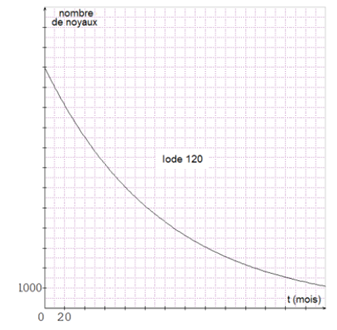 nombre
de noyaux
Iode 120
1000
t (mois)
0 20